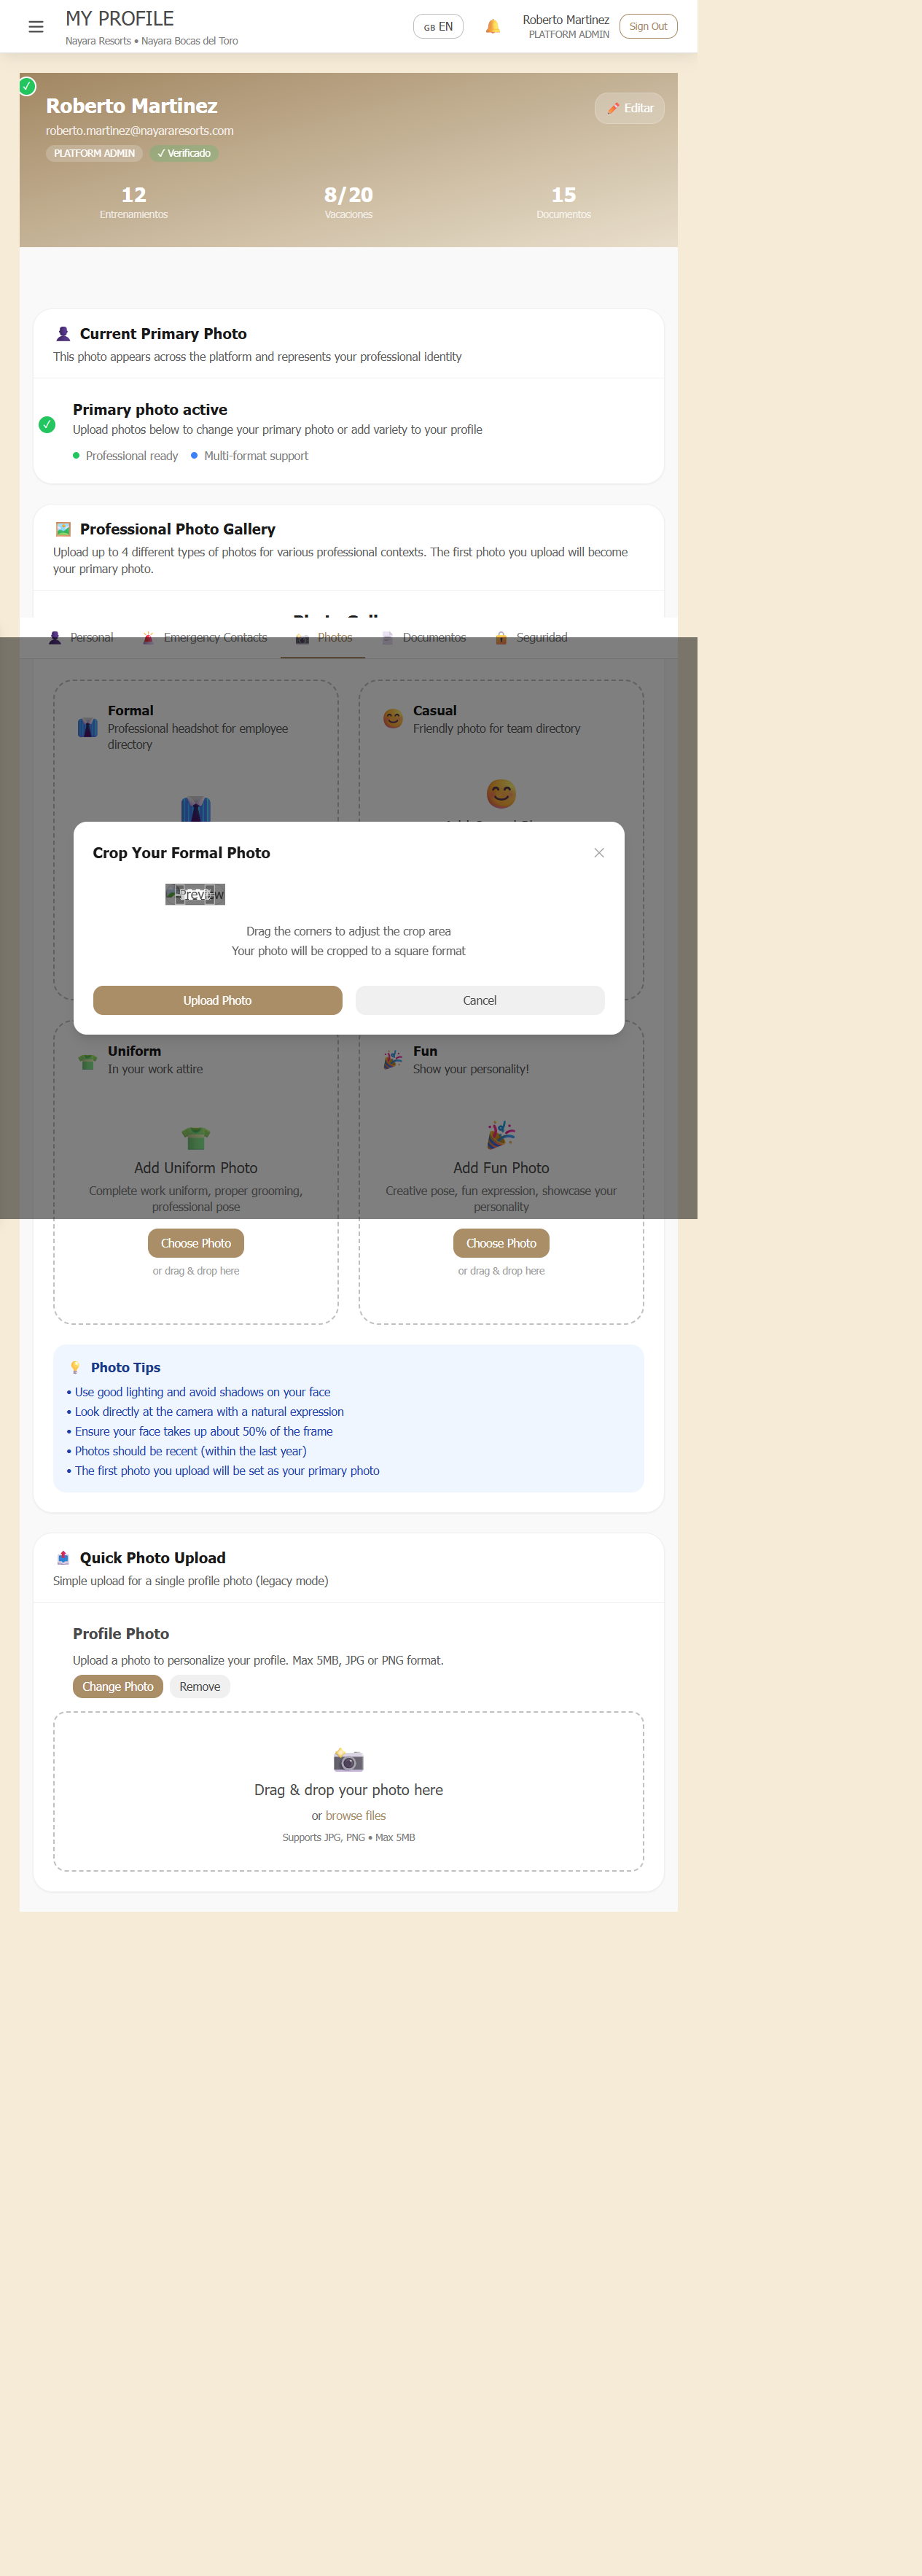 MY PROFILE
Nayara Resorts • Nayara Bocas del Toro
GB EN
Roberto Martinez
PLATFORM ADMIN
Sign Out
Roberto Martinez
roberto.martinez@nayararesorts.com
PLATFORM ADMIN
✓ Verificado
Editar
12
Entrenamientos
8/20
Vacaciones
15
Documentos
Current Primary Photo
This photo appears across the platform and represents your professional identity
Primary photo active
Upload photos below to change your primary photo or add variety to your profile
Professional ready
Multi-format support
Professional Photo Gallery
Upload up to 4 different types of photos for various professional contexts. The first photo you upload will become
your primary photo.
Personal
Emergency Contacts
Photos
Documentos
Seguridad
Formal
Professional headshot for employee
directory
Casual
Friendly photo for team directory
Crop Your Formal Photo
Preview
Drag the corners to adjust the crop area
Your photo will be cropped to a square format
Upload Photo
Cancel
Uniform
In your work attire
Add Uniform Photo
Complete work uniform, proper grooming,
professional pose
Choose Photo
or drag & drop here
Fun
Show your personality!
Add Fun Photo
Creative pose, fun expression, showcase your
personality
Choose Photo
or drag & drop here
Photo Tips
• Use good lighting and avoid shadows on your face
• Look directly at the camera with a natural expression
• Ensure your face takes up about 50% of the frame
• Photos should be recent (within the last year)
• The first photo you upload will be set as your primary photo
Quick Photo Upload
Simple upload for a single profile photo (legacy mode)
Profile Photo
Upload a photo to personalize your profile. Max 5MB, JPG or PNG format.
Change Photo
Remove
Drag & drop your photo here
or browse files
Supports JPG, PNG • Max 5MB